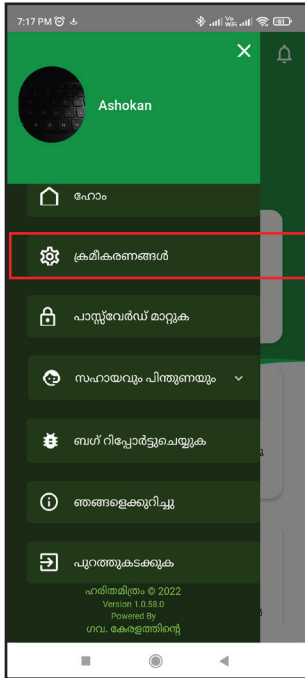 7:17 PM
Ashokan
ഹോം
ക്രമീകരണങ്ങൾ
പാസ്സ്‌വേർഡ് മാറ്റുക
സഹായവും പിന്തുണയും
ബഗ് റിപ്പോർട്ടുചെയ്യുക
ഞങ്ങളെക്കുറിച്ചു
പുറത്തുകടക്കുക
ഹരിതമിത്രം © 2022
Version 1.0.58.0
Powered By
ഗവ. കേരളത്തിന്റെ